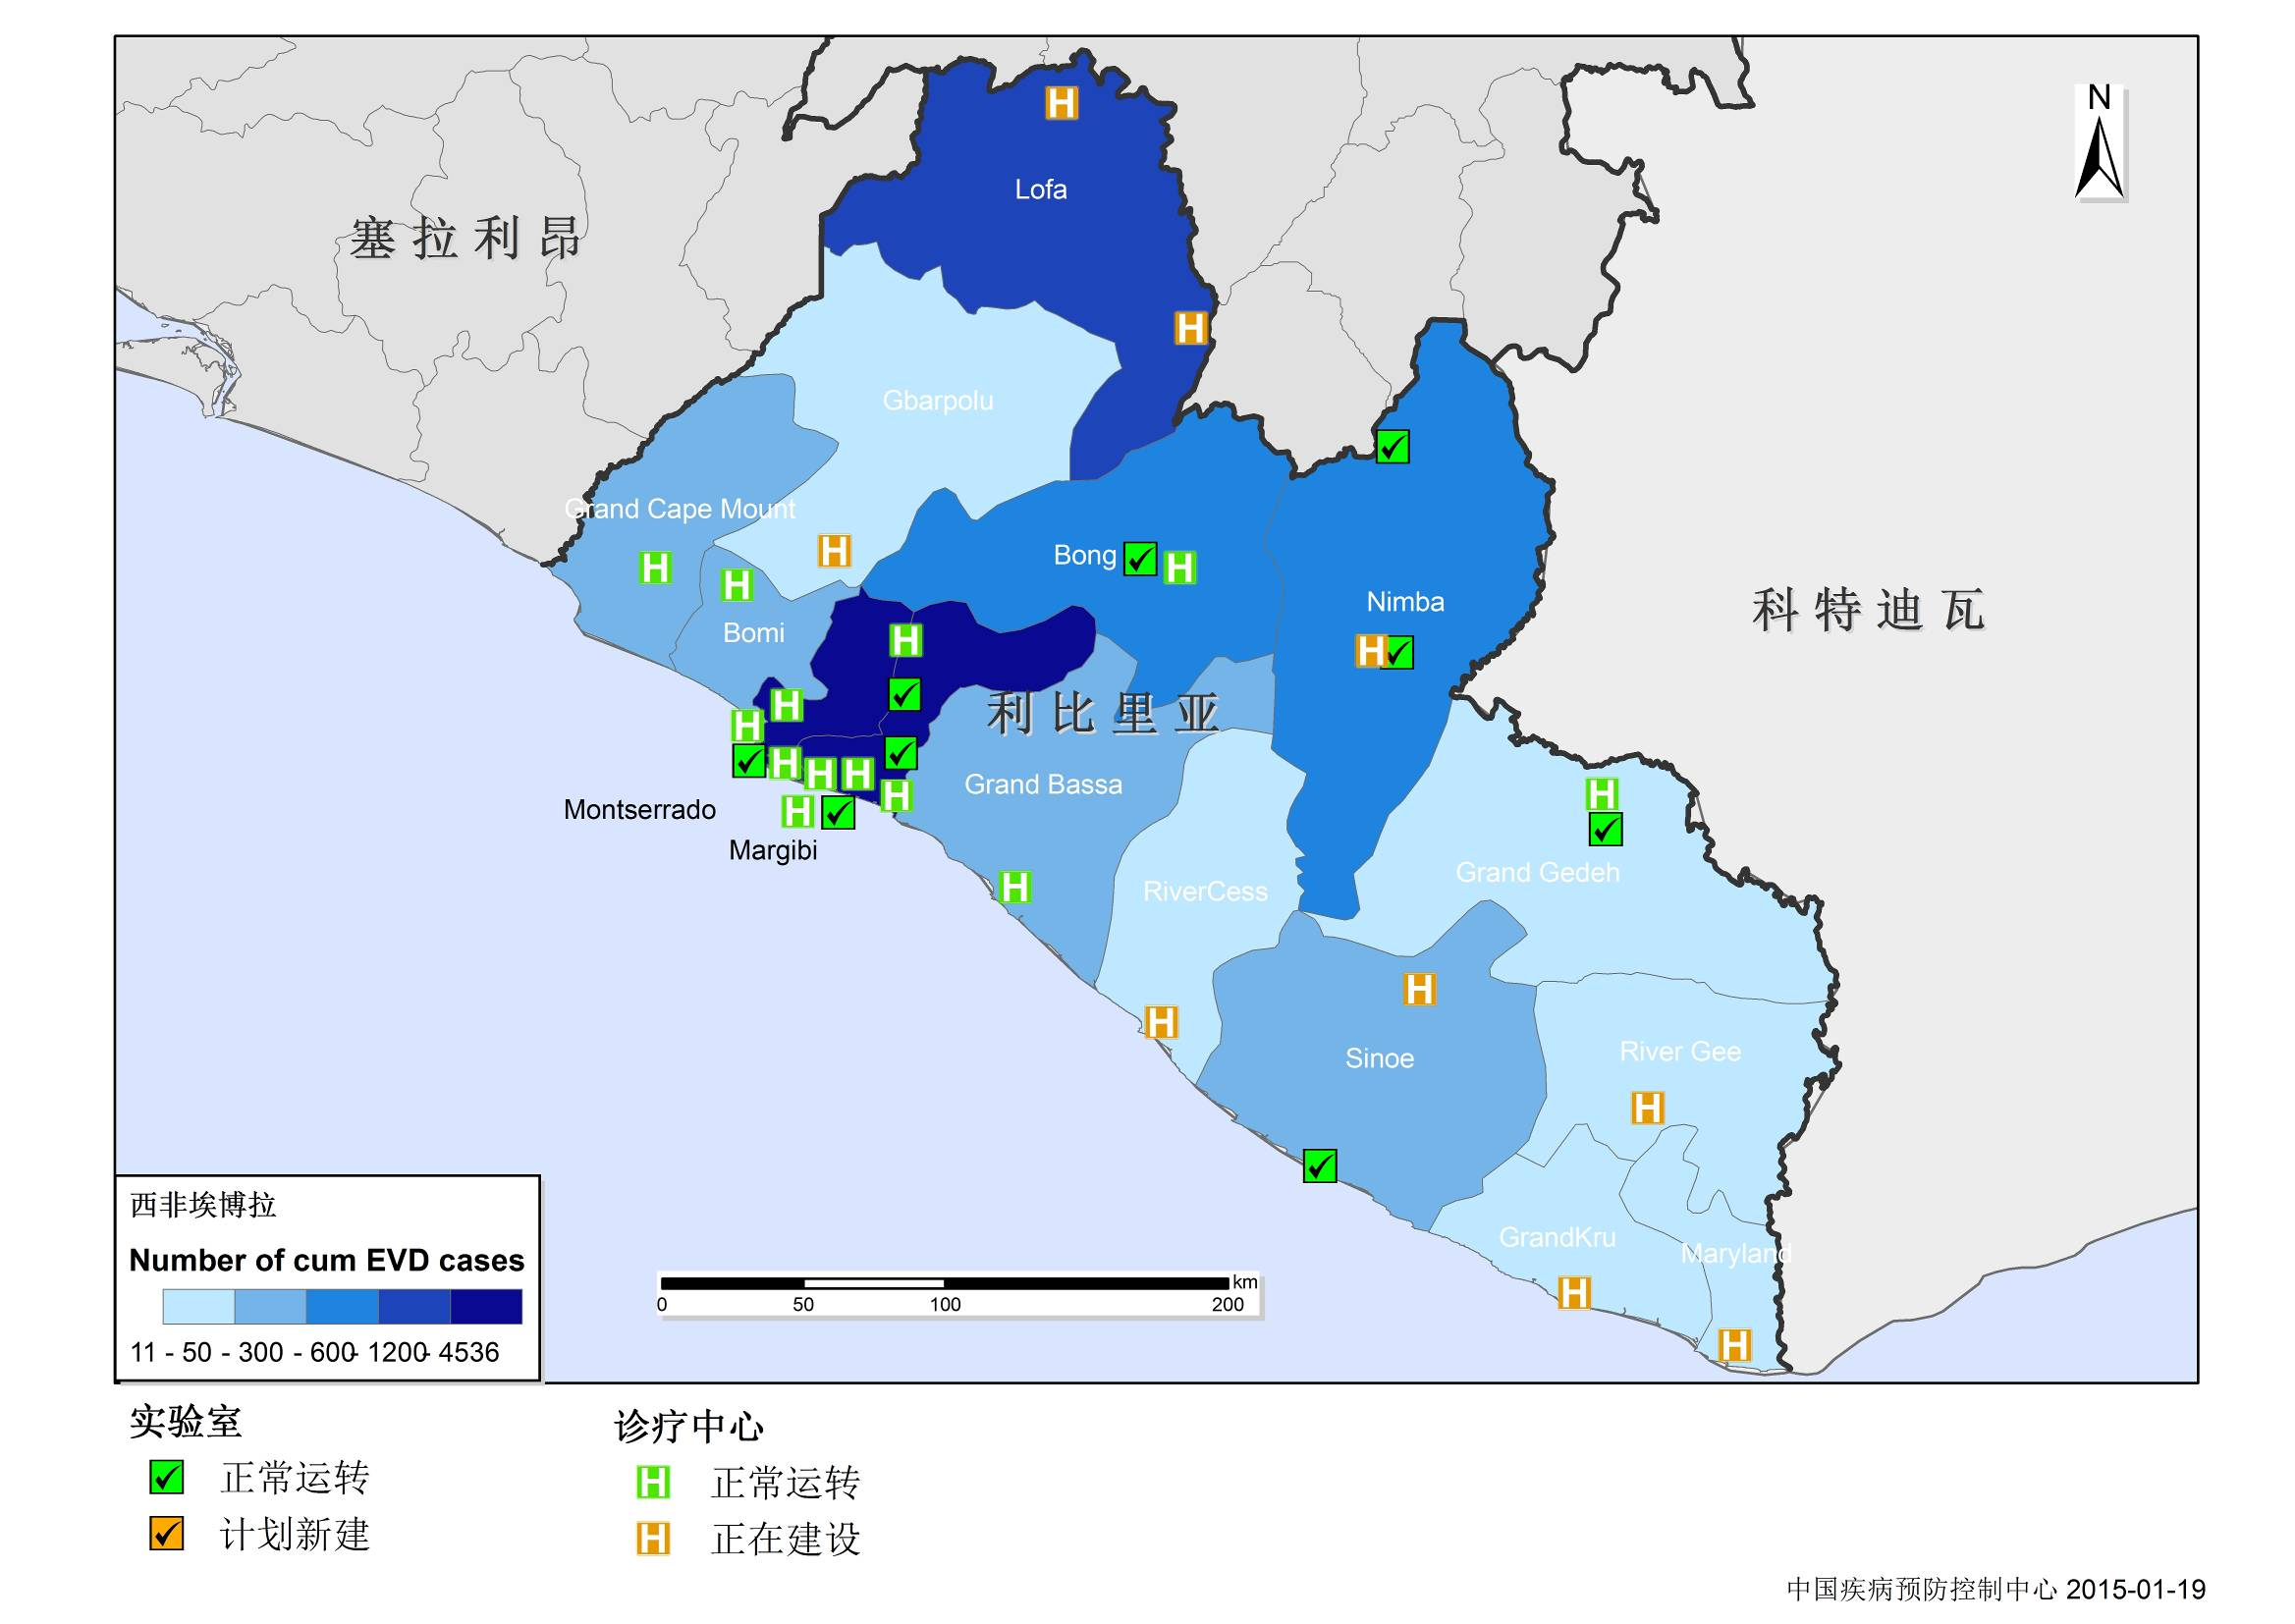 N
Lofa
塞拉利昂
Gbarpolu
Grand Cape Mount
Bong
Nimba
科特迪瓦
Bomi
利比里亚
Grand Bassa
Montserrado
Margibi
RiverCess
Grand Gedeh
Sinoe
River Gee
GrandKru
Maryland
西非埃博拉
Number of cum EVD cases
11 - 50 - 300 - 600 - 1200 - 4536
km
0 50 100 200
实验室
正常运转
计划新建
诊疗中心
正常运转
正在建设
中国疾病预防控制中心 2015-01-19